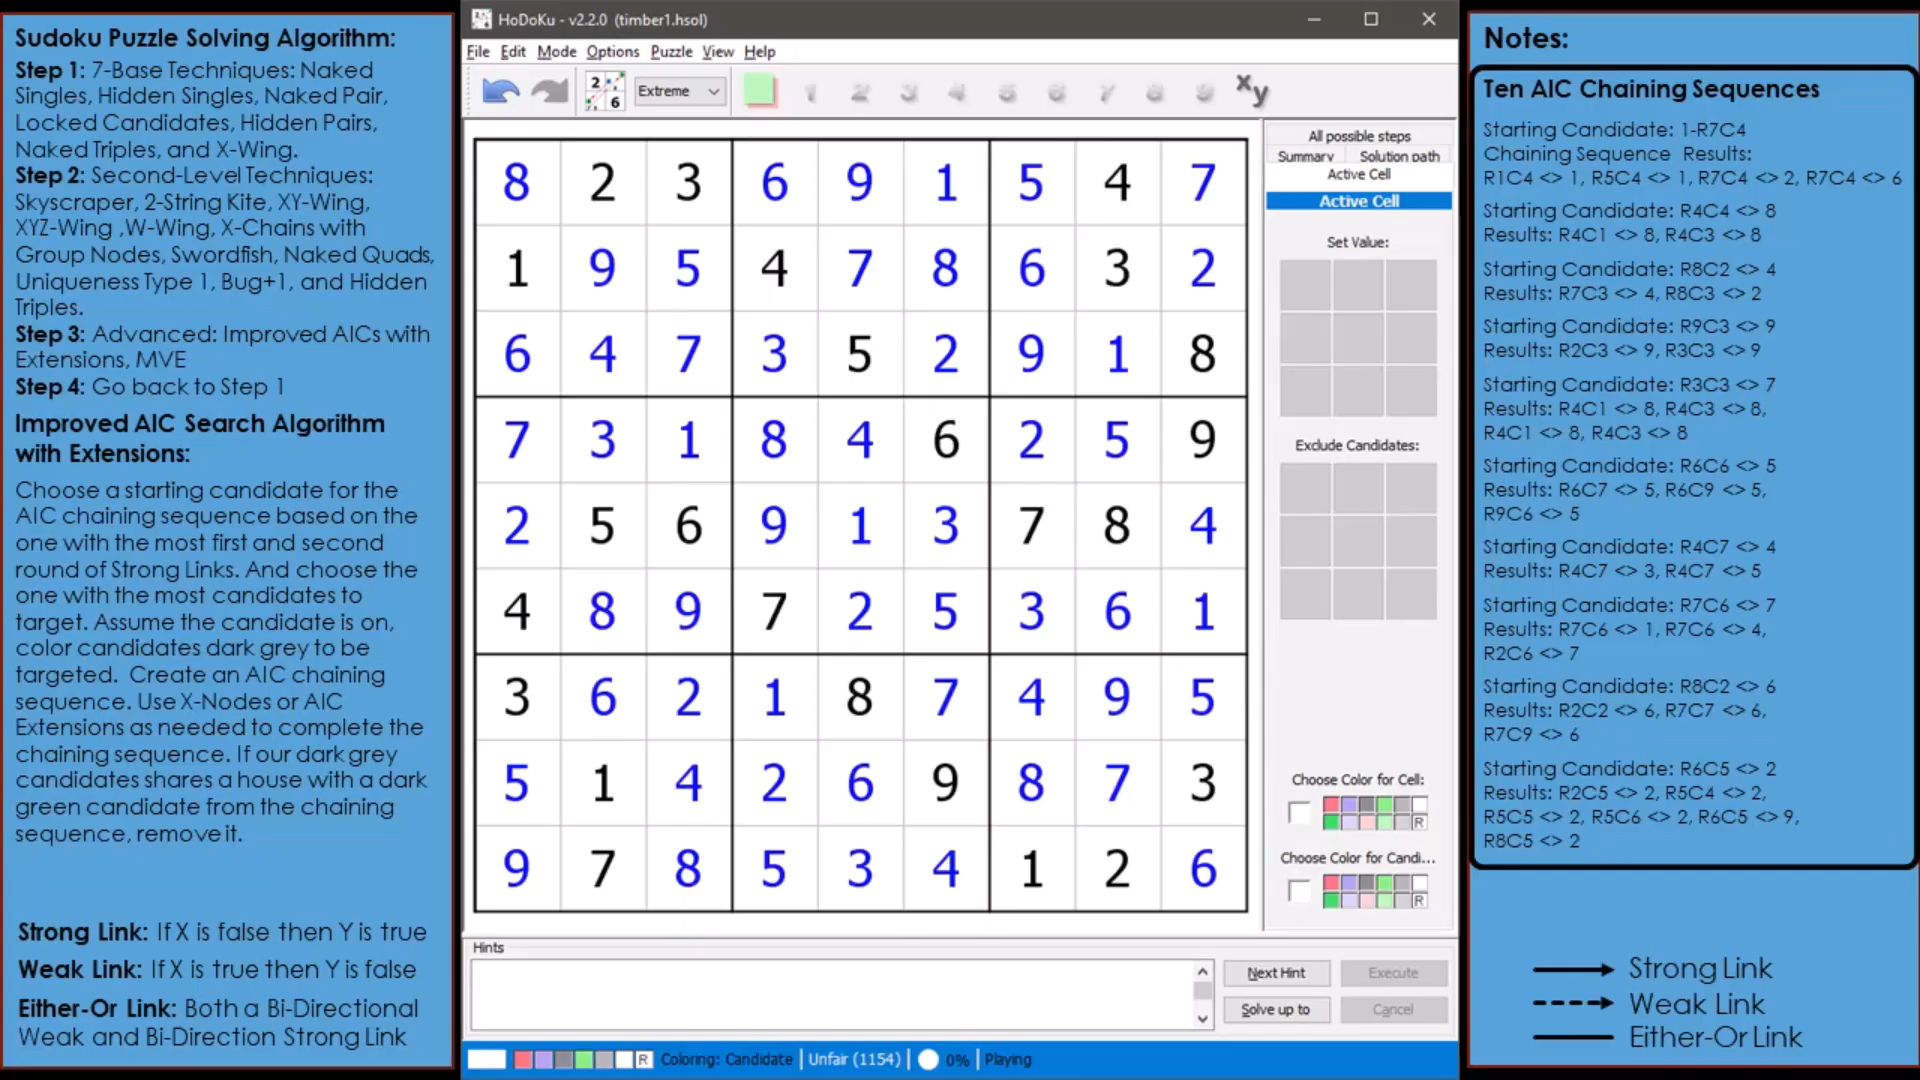 Sudoku Puzzle Solving Algorithm:
Step 1: 7-Base Techniques: Naked
Singles, Hidden Singles, Naked Pair,
Locked Candidates, Hidden Pairs,
Naked Triples, and X-Wing.
Step 2: Second-Level Techniques:
Skyscraper, 2-String Kite, XY-Wing,
XYZ-Wing ,W-Wing, X-Chains with
Group Nodes, Swordfish, Naked Quads,
Uniqueness Type 1, Bug+1, and Hidden
Triples.
Step 3: Advanced: Improved AICs with
Extensions, MVE
Step 4: Go back to Step 1
Improved AIC Search Algorithm
with Extensions:
Choose a starting candidate for the
AIC chaining sequence based on the
one with the most first and second
round of Strong Links. And choose the
one with the most candidates to
target. Assume the candidate is on,
color candidates dark grey to be
targeted. Create an AIC chaining
sequence. Use X-Nodes or AIC
Extensions as needed to complete the
chaining sequence. If our dark grey
candidates shares a house with a dark
green candidate from the chaining
sequence, remove it.
Strong Link: If X is false then Y is true
Weak Link: If X is true then Y is false
Either-Or Link: Both a Bi-Directional
Weak and Bi-Direction Strong Link
HoDoKu - v2.2.0 (timber1.hsol)
File Edit Mode Options Puzzle View Help
2 6 Extreme 1 2 3 4 5 6 7 8 9 xy
8 2 3 6 9 1 5 4 7
1 9 5 4 7 8 6 3 2
6 4 7 3 5 2 9 1 8
7 3 1 8 4 6 2 5 9
2 5 6 9 1 3 7 8 4
4 8 9 7 2 5 3 6 1
3 6 2 1 8 7 4 9 5
5 1 4 2 6 9 8 7 3
9 7 8 5 3 4 1 2 6
All possible steps
Summary Solution path
Active Cell
Active Cell
Set Value:
Exclude Candidates:
Choose Color for Cell:
R
Choose Color for Candi...
R
Hints
Next Hint Execute
Solve up to Cancel
R Coloring: Candidate Unfair (1154) 0% Playing
Notes:
Ten AIC Chaining Sequences
Starting Candidate: 1-R7C4
Chaining Sequence Results:
R1C4 <> 1, R5C4 <> 1, R7C4 <> 2, R7C4 <> 6
Starting Candidate: R4C4 <> 8
Results: R4C1 <> 8, R4C3 <> 8
Starting Candidate: R8C2 <> 4
Results: R7C3 <> 4, R8C3 <> 2
Starting Candidate: R9C3 <> 9
Results: R2C3 <> 9, R3C3 <> 9
Starting Candidate: R3C3 <> 7
Results: R4C1 <> 8, R4C3 <> 8,
R4C1 <> 8, R4C3 <> 8
Starting Candidate: R6C6 <> 5
Results: R6C7 <> 5, R6C9 <> 5,
R9C6 <> 5
Starting Candidate: R4C7 <> 4
Results: R4C7 <> 3, R4C7 <> 5
Starting Candidate: R7C6 <> 7
Results: R7C6 <> 1, R7C6 <> 4,
R2C6 <> 7
Starting Candidate: R8C2 <> 6
Results: R2C2 <> 6, R7C7 <> 6,
R7C9 <> 6
Starting Candidate: R6C5 <> 2
Results: R2C5 <> 2, R5C4 <> 2,
R5C5 <> 2, R5C6 <> 2, R6C5 <> 9,
R8C5 <> 2
Strong Link
Weak Link
Either-Or Link